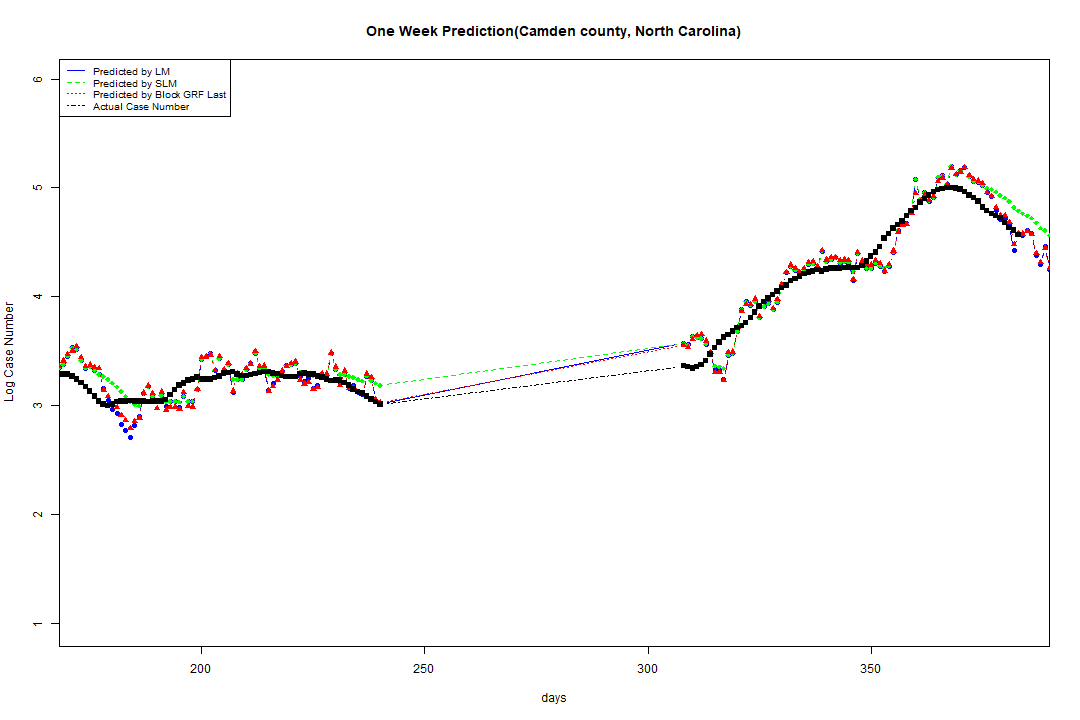 One Week Prediction(Camden county, North Carolina)
Predicted by LM
Predicted by SLM
Predicted by Block GRF Last
Actual Case Number
6
5
4
3
2
1
Log Case Number
200
250
300
350
days